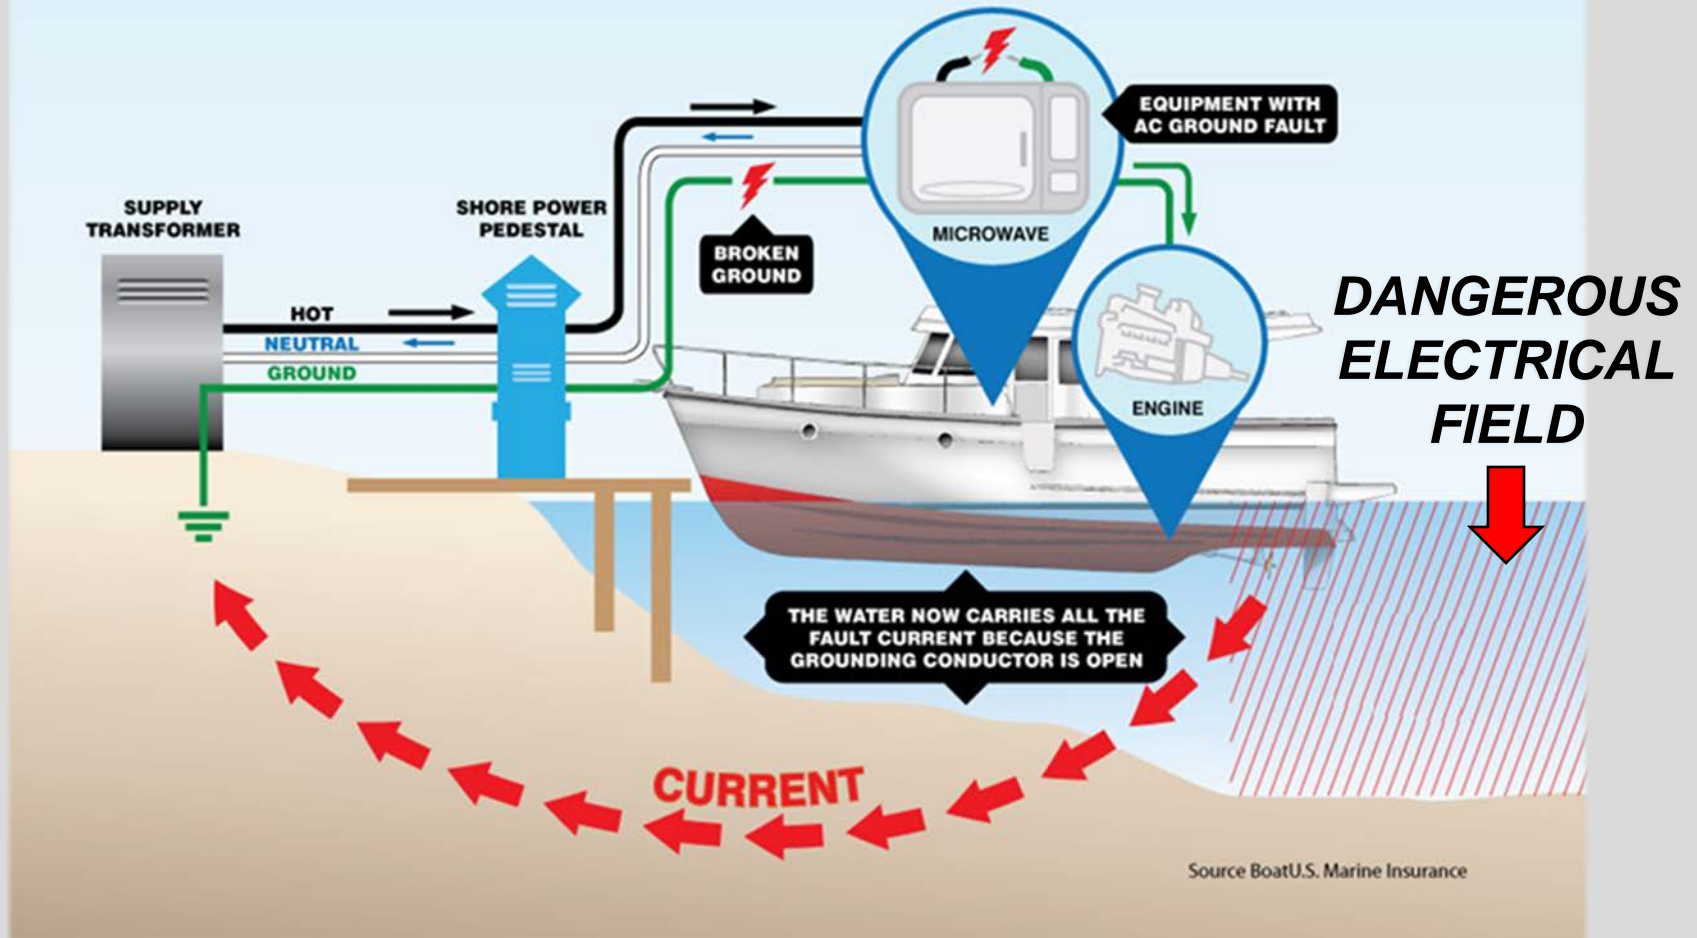 EQUIPMENT WITH
AC GROUND FAULT
SUPPLY
TRANSFORMER
SHORE POWER
PEDESTAL
MICROWAVE
BROKEN
GROUND
HOT
NEUTRAL
GROUND
ENGINE
DANGEROUS
ELECTRICAL
FIELD
THE WATER NOW CARRIES ALL THE
FAULT CURRENT BECAUSE THE
GROUNDING CONDUCTOR IS OPEN
CURRENT
Source BoatU.S. Marine Insurance